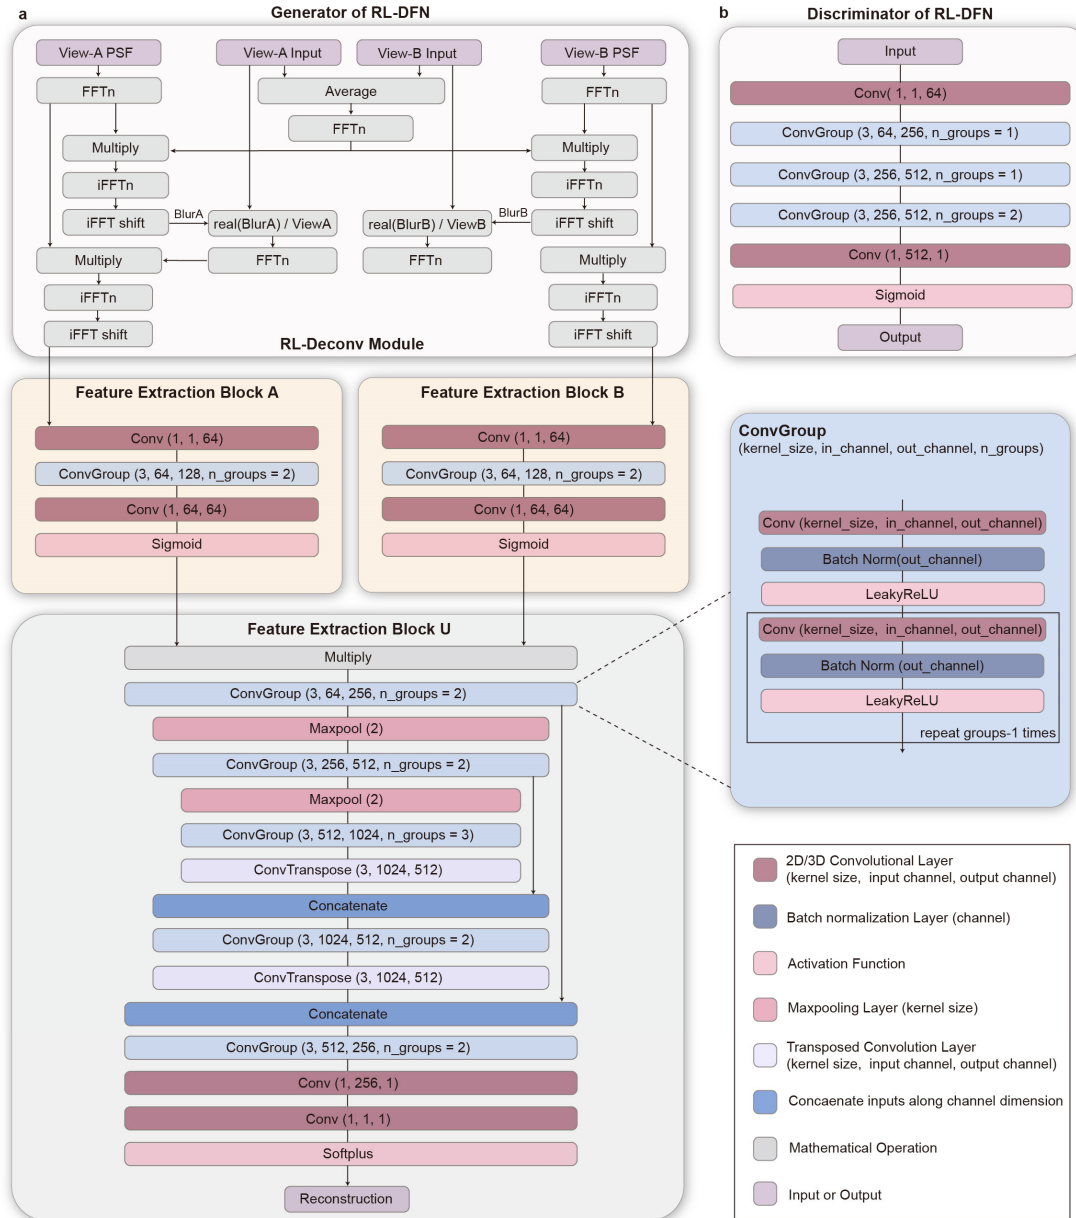 a
Generator of RL-DFN
View-A PSF
View-A Input
View-B Input
View-B PSF
FFTn
Average
FFTn
FFTn
Multiply
Multiply
iFFTn
iFFTn
iFFT shift
BlurA
real(BlurA) / ViewA
real(BlurB) / ViewB
BlurB
iFFT shift
Multiply
FFTn
FFTn
Multiply
iFFTn
iFFTn
iFFT shift
iFFT shift
RL-Deconv Module
Feature Extraction Block A
Conv (1, 1, 64)
ConvGroup (3, 64, 128, n_groups = 2)
Conv (1, 64, 64)
Sigmoid
Feature Extraction Block B
Conv (1, 1, 64)
ConvGroup (3, 64, 128, n_groups = 2)
Conv (1, 64, 64)
Sigmoid
Feature Extraction Block U
Multiply
ConvGroup (3, 64, 256, n_groups = 2)
Maxpool (2)
ConvGroup (3, 256, 512, n_groups = 2)
Maxpool (2)
ConvGroup (3, 512, 1024, n_groups = 3)
ConvTranspose (3, 1024, 512)
Concatenate
ConvGroup (3, 1024, 512, n_groups = 2)
ConvTranspose (3, 1024, 512)
Concatenate
ConvGroup (3, 512, 256, n_groups = 2)
Conv (1, 256, 1)
Conv (1, 1, 1)
Softplus
Reconstruction
b
Discriminator of RL-DFN
Input
Conv( 1, 1, 64)
ConvGroup (3, 64, 256, n_groups = 1)
ConvGroup (3, 256, 512, n_groups = 1)
ConvGroup (3, 256, 512, n_groups = 2)
Conv (1, 512, 1)
Sigmoid
Output
ConvGroup
(kernel_size, in_channel, out_channel, n_groups)
Conv (kernel_size, in_channel, out_channel)
Batch Norm(out_channel)
LeakyReLU
Conv (kernel_size, in_channel, out_channel)
Batch Norm (out_channel)
LeakyReLU
repeat groups-1 times
2D/3D Convolutional Layer
(kernel size, input channel, output channel)
Batch normalization Layer (channel)
Activation Function
Maxpooling Layer (kernel size)
Transposed Convolution Layer
(kernel size, input channel, output channel)
Concaenate inputs along channel dimension
Mathematical Operation
Input or Output